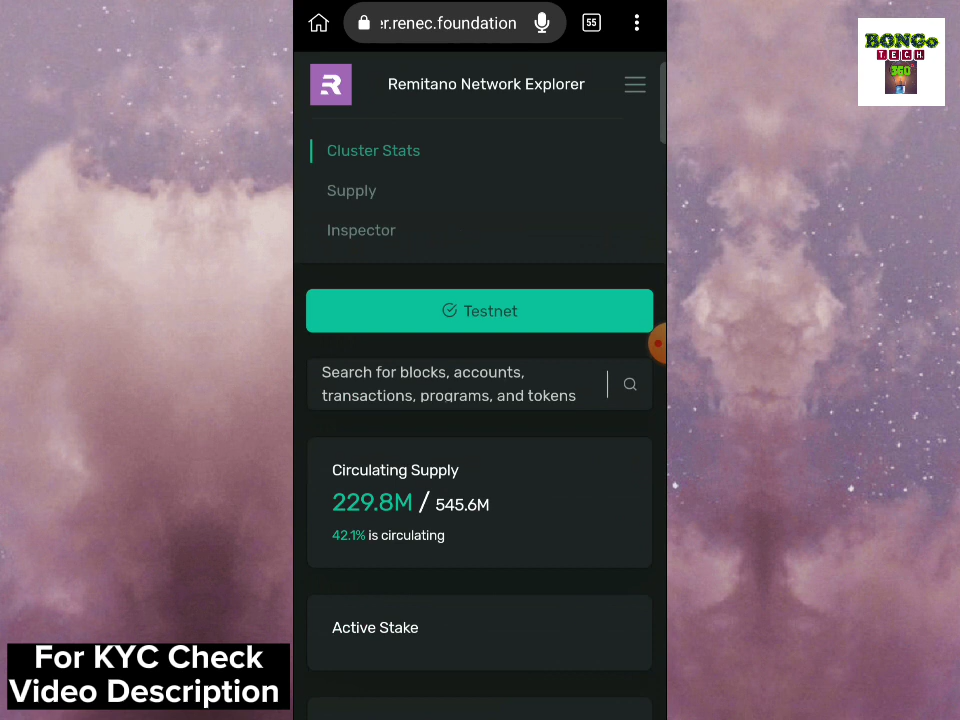 er.renec.foundation
55
BONGo
TECH
360
Remitano Network Explorer
Cluster Stats
Supply
Inspector
Testnet
Search for blocks, accounts,
transactions, programs, and tokens
Circulating Supply
229.8M / 545.6M
42.1% is circulating
Active Stake
For KYC Check
Video Description